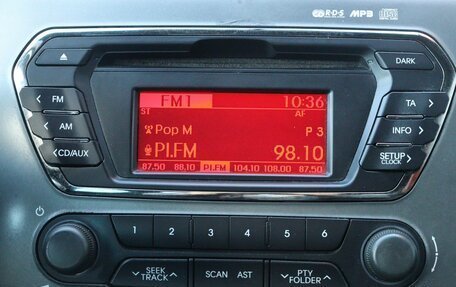 R·D·S MP3
DARK
FM
AM
CD/AUX
FM1 10:36
ST AF
Pop M P 3
PI.FM 98.10
87.50 88.10 PI.FM 104.10 108.00 87.50
TA
INFO
SETUP
CLOCK
1 2 3 4 5 6
SEEK
TRACK
SCAN AST
PTY
FOLDER